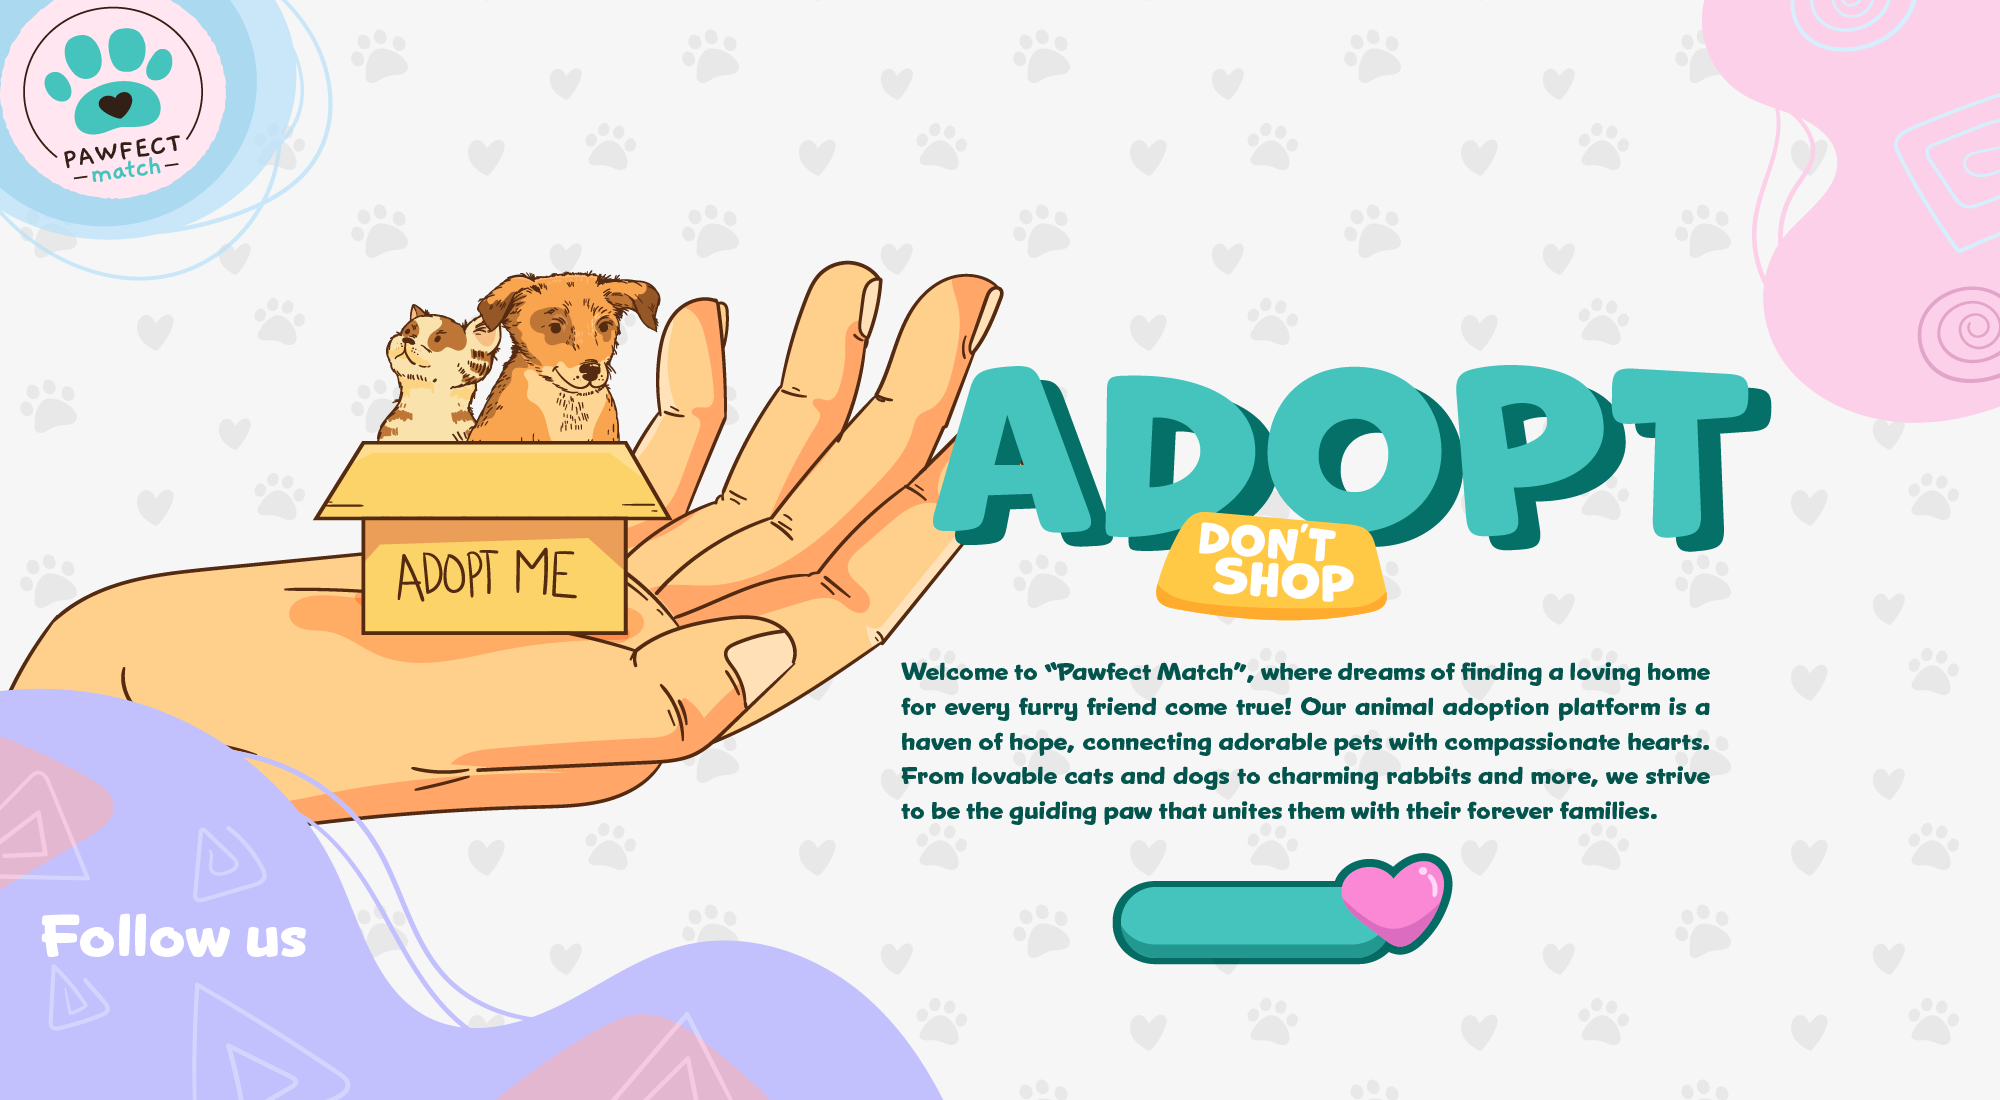 PAWFECT
match
ADOPT ME
ADOPT
DON'T
SHOP
Welcome to “Pawfect Match”, where dreams of finding a loving home
for every furry friend come true! Our animal adoption platform is a
haven of hope, connecting adorable pets with compassionate hearts.
From lovable cats and dogs to charming rabbits and more, we strive
to be the guiding paw that unites them with their forever families.
Follow us